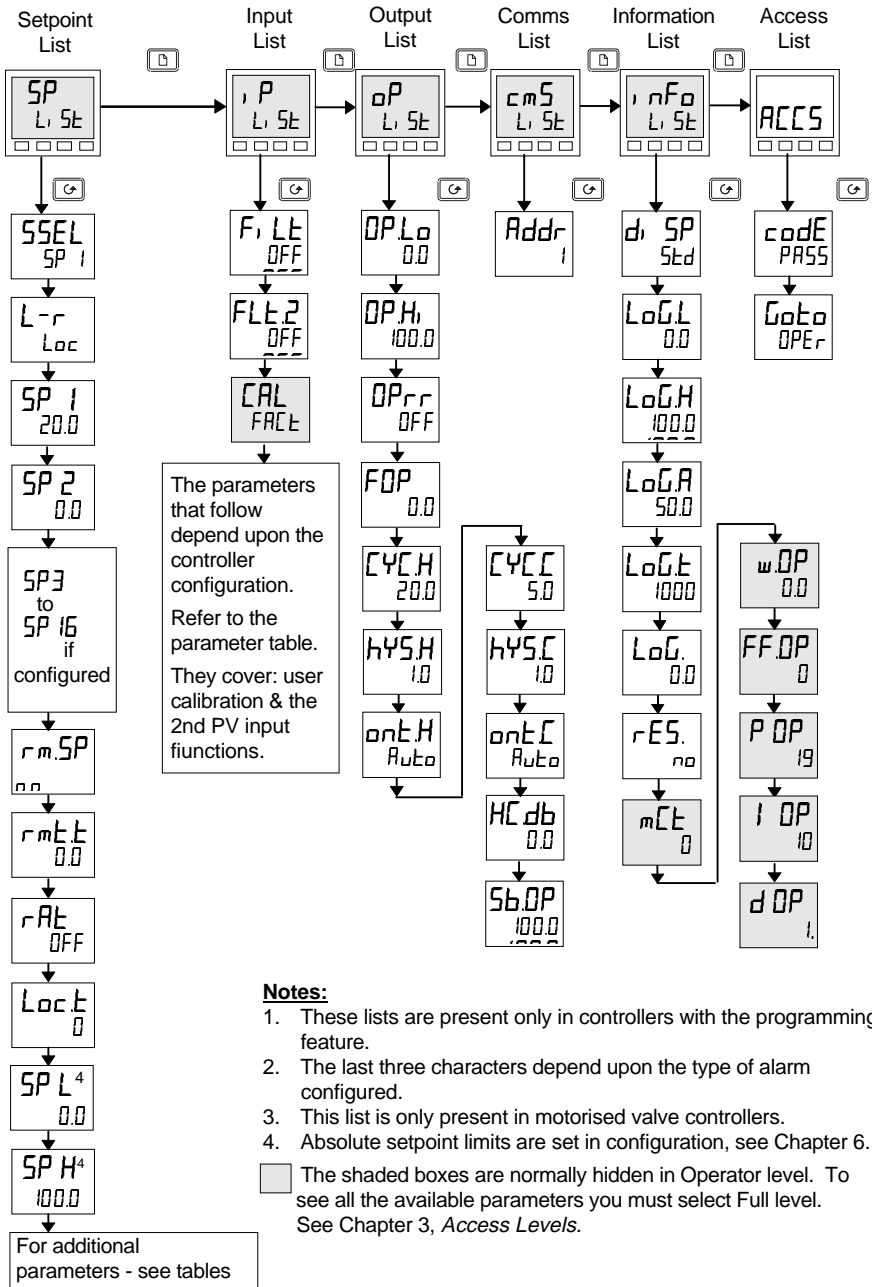 Setpoint
List
Input
List
Output
List
Comms
List
Information
List
Access
List
SP
LiSt
iP
LiSt
oP
LiSt
cmS
LiSt
inFo
LiSt
ACCS
SSEL
SP 1
L-r
Loc
SP 1
20.0
SP 2
0.0
SP3
to
SP16
if
configured
rm.SP
rmt.t
0.0
rAt
OFF
Loc.t
0
SP L4
0.0
SP H4
100.0
For additional
parameters - see tables
FiLt
OFF
FLt.2
OFF
CAL
FACt
The parameters
that follow
depend upon the
controller
configuration.
Refer to the
parameter table.
They cover: user
calibration & the
2nd PV input
fiunctions.
OP.Lo
0.0
OP.Hi
100.0
OPrr
OFF
FOP
0.0
CYC.H
20.0
hYS.H
1.0
ont.H
Auto
Addr
1
CYC.C
5.0
hYS.C
1.0
ont.C
Auto
HC.db
0.0
Sb.OP
100.0
diSP
Std
LoG.L
0.0
LoG.H
100.0
LoG.A
50.0
LoG.t
1000
LoG.
0.0
rES.
no
mCt
0
codE
PASS
Goto
OPEr
w.OP
0.0
FF.OP
0
P OP
19
I OP
10
d OP
1.
Notes:
1. These lists are present only in controllers with the programming
feature.
2. The last three characters depend upon the type of alarm
configured.
3. This list is only present in motorised valve controllers.
4. Absolute setpoint limits are set in configuration, see Chapter 6.
The shaded boxes are normally hidden in Operator level. To
see all the available parameters you must select Full level.
See Chapter 3, Access Levels.